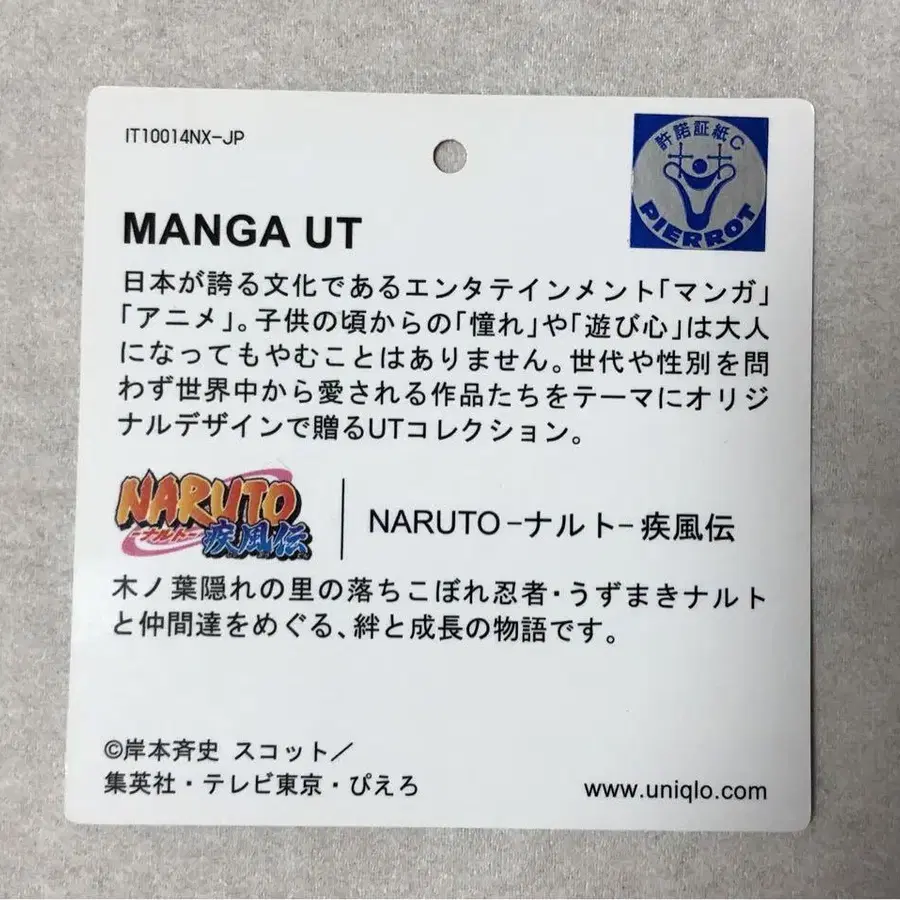 IT10014NX-JP
許諾証紙C
PIERROT
MANGA UT
日本が誇る文化であるエンタテインメント「マンガ」
「アニメ」。子供の頃からの「憧れ」や「遊び心」は大人
になってもやむことはありません。世代や性別を問
わず世界中から愛される作品たちをテーマにオリジ
ナルデザインで贈るUTコレクション。
NARUTO
-ナルト- 疾風伝
NARUTO-ナルト-疾風伝
木ノ葉隠れの里の落ちこぼれ忍者・うずまきナルト
と仲間達をめぐる、絆と成長の物語です。
©岸本斉史 スコット/
集英社・テレビ東京・ぴえろ
www.uniqlo.com